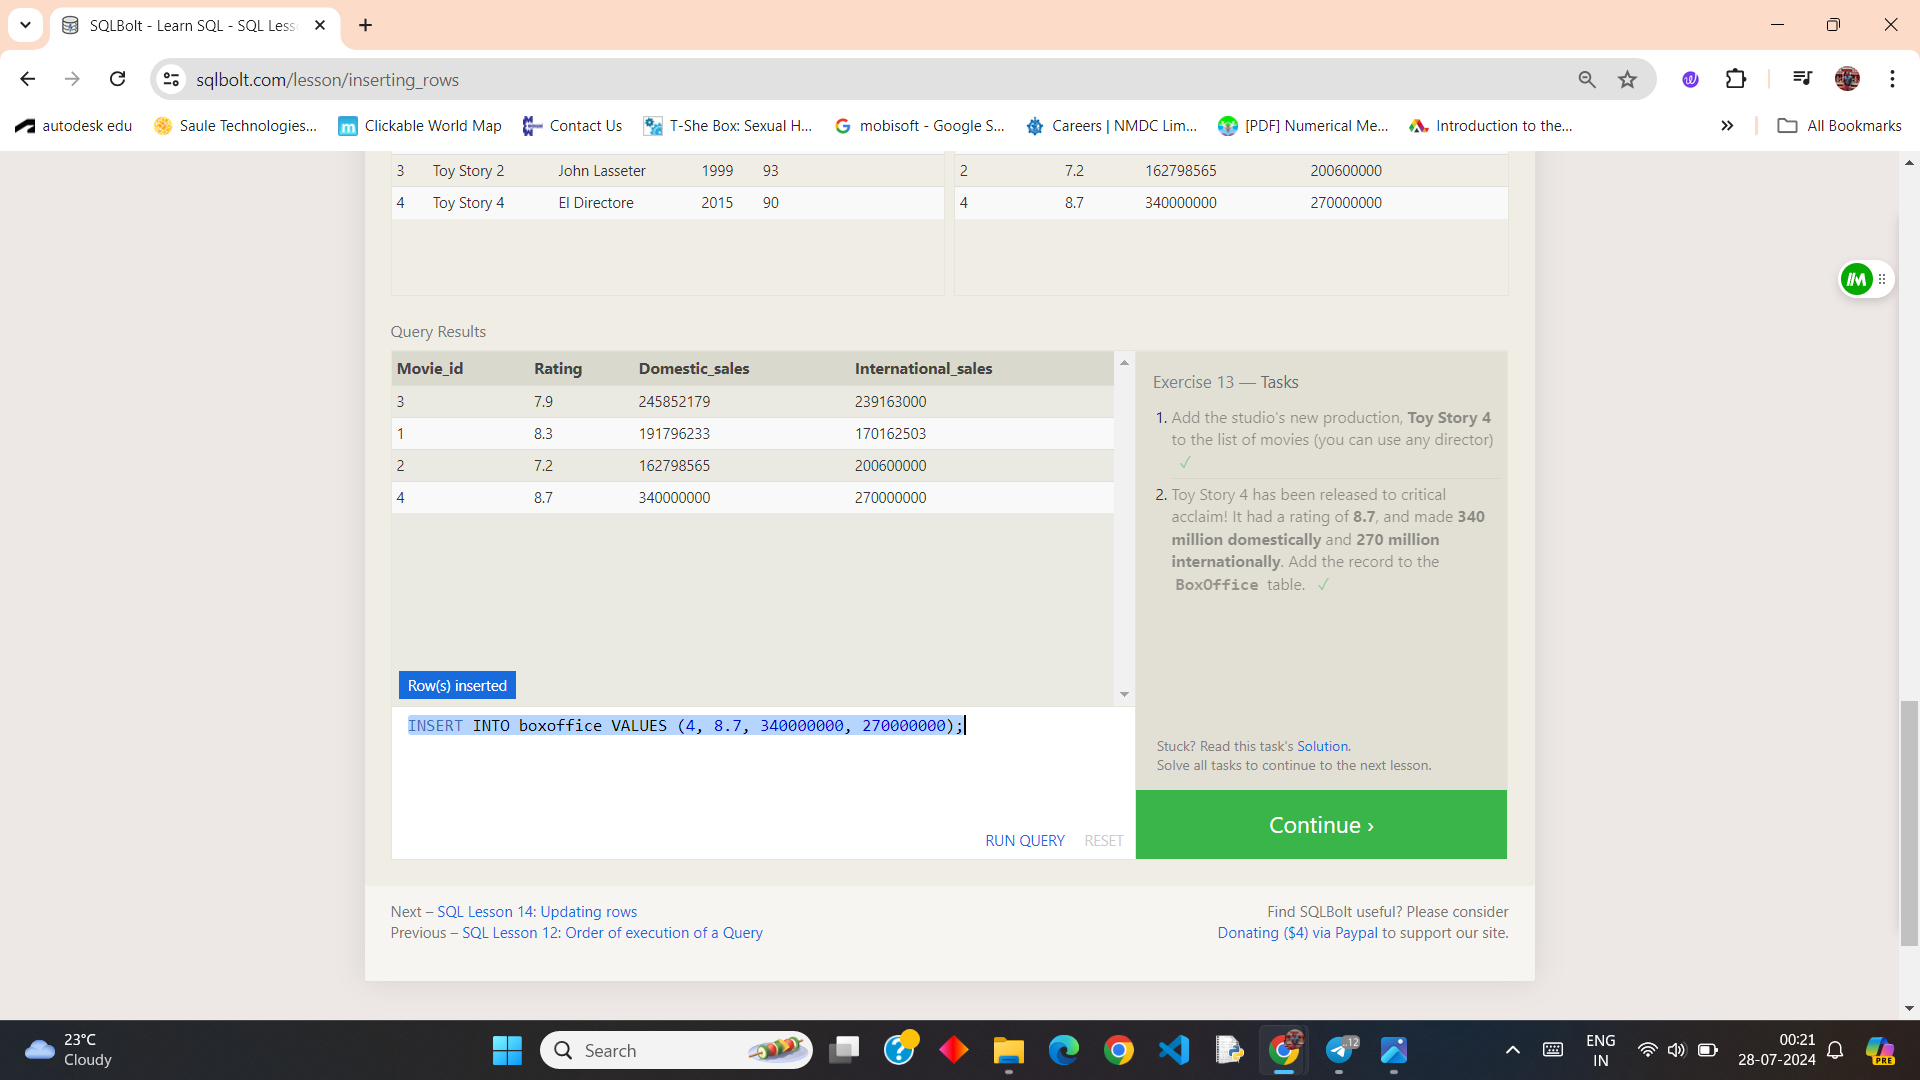 SQLBolt - Learn SQL - SQL Less
sqlbolt.com/lesson/inserting_rows
autodesk edu
Saule Technologies...
Clickable World Map
Contact Us
T-She Box: Sexual H...
mobisoft - Google S...
Careers | NMDC Lim...
[PDF] Numerical Me...
Introduction to the...
All Bookmarks
3 Toy Story 2 John Lasseter 1999 93
4 Toy Story 4 El Directore 2015 90
2 7.2 162798565 200600000
4 8.7 340000000 270000000
Query Results
Movie_id Rating Domestic_sales International_sales
3 7.9 245852179 239163000
1 8.3 191796233 170162503
2 7.2 162798565 200600000
4 8.7 340000000 270000000
Row(s) inserted
INSERT INTO boxoffice VALUES (4, 8.7, 340000000, 270000000);
RUN QUERY RESET
Exercise 13 — Tasks
1. Add the studio's new production, Toy Story 4
to the list of movies (you can use any director)
✓
2. Toy Story 4 has been released to critical
acclaim! It had a rating of 8.7, and made 340
million domestically and 270 million
internationally. Add the record to the
BoxOffice table. ✓
Stuck? Read this task's Solution.
Solve all tasks to continue to the next lesson.
Continue ›
Next – SQL Lesson 14: Updating rows
Previous – SQL Lesson 12: Order of execution of a Query
Find SQLBolt useful? Please consider
Donating ($4) via Paypal to support our site.
23°C
Cloudy
Search
12
ENG
IN
00:21
28-07-2024
PRE